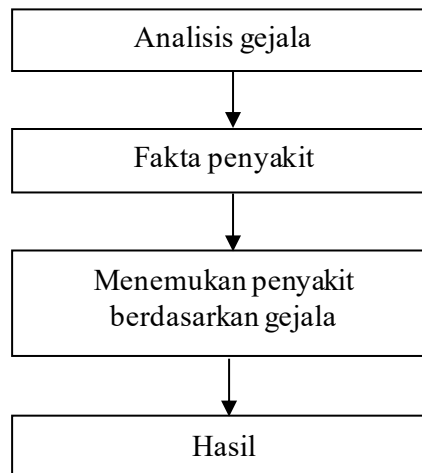 Analisis gejala
Fakta penyakit
Menemukan penyakit
berdasarkan gejala
Hasil